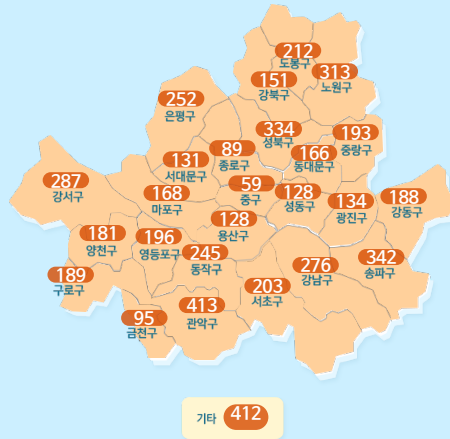 212
도봉구
313
노원구
151
강북구
252
은평구
334
성북구
193
중랑구
89
종로구
166
동대문구
131
서대문구
287
강서구
168
마포구
59
중구
128
성동구
134
광진구
188
강동구
128
용산구
181
양천구
196
영등포구
245
동작구
342
송파구
276
강남구
189
구로구
203
서초구
413
관악구
95
금천구
기타 412